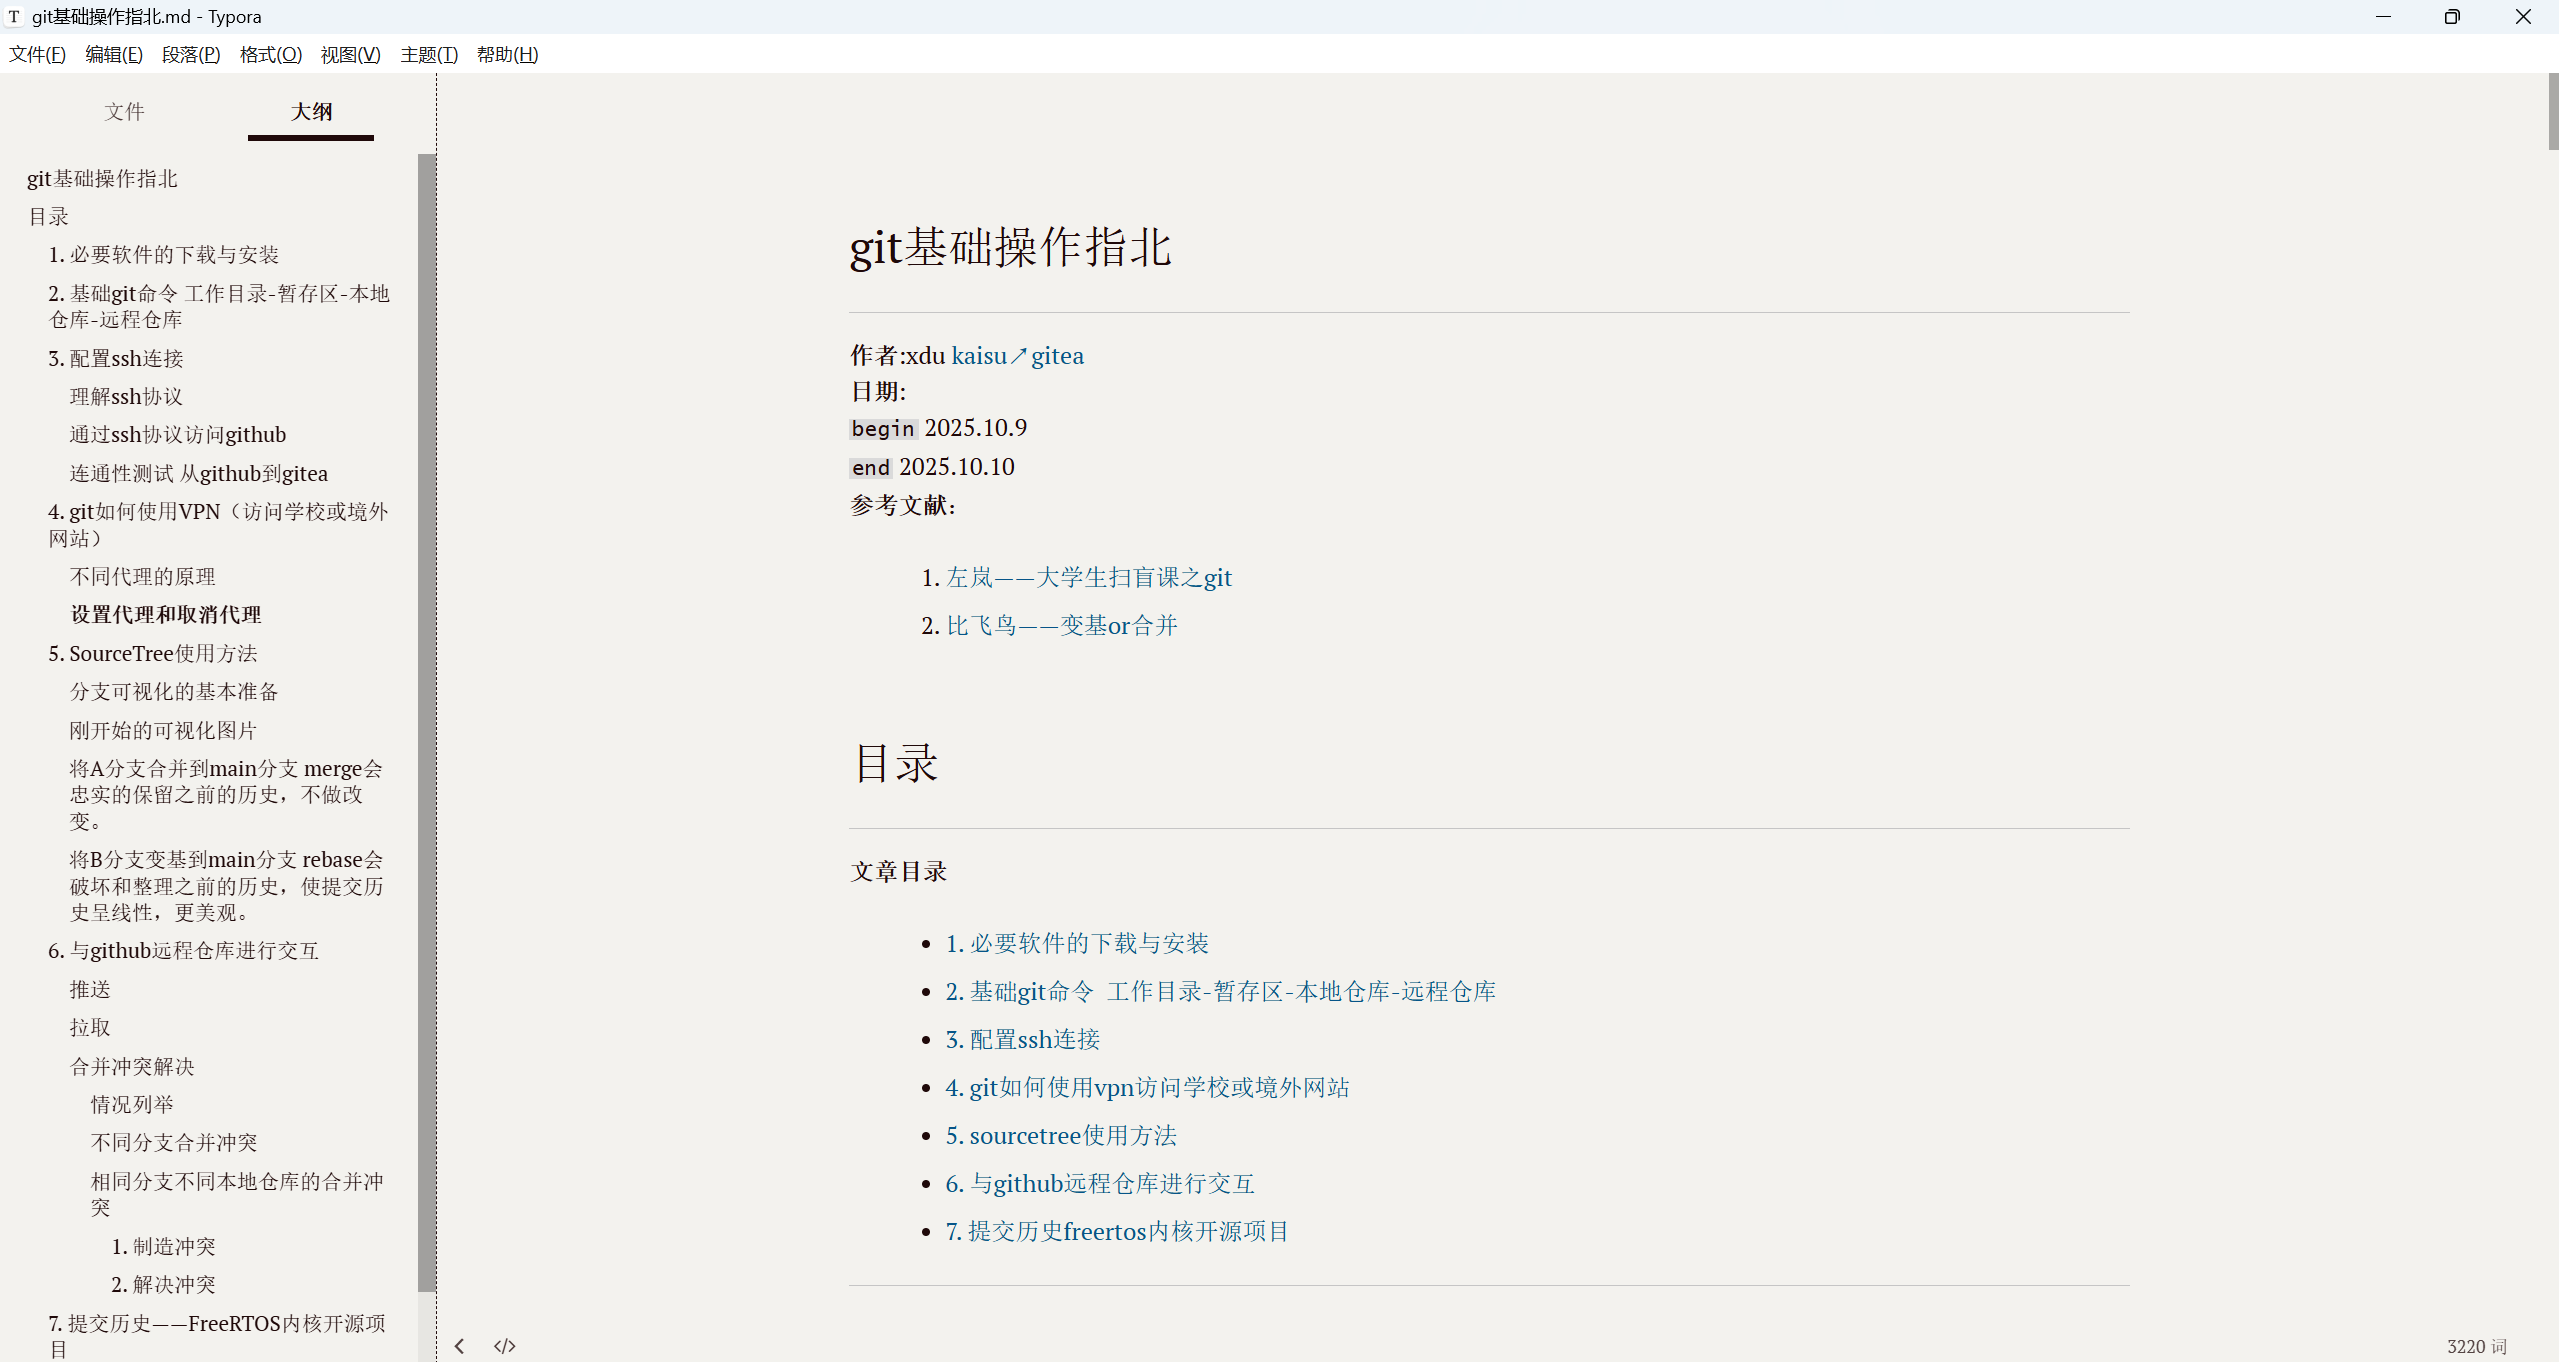 git基础操作指北.md - Typora
文件(F) 编辑(E) 段落(P) 格式(O) 视图(V) 主题(T) 帮助(H)
文件 大纲
git基础操作指北
目录
1. 必要软件的下载与安装
2. 基础git命令 工作目录-暂存区-本地
仓库-远程仓库
3. 配置ssh连接
理解ssh协议
通过ssh协议访问github
连通性测试 从github到gitea
4. git如何使用VPN（访问学校或境外
网站）
不同代理的原理
设置代理和取消代理
5. SourceTree使用方法
分支可视化的基本准备
刚开始的可视化图片
将A分支合并到main分支 merge会
忠实的保留之前的历史，不做改
变。
将B分支变基到main分支 rebase会
破坏和整理之前的历史，使提交历
史呈线性，更美观。
6. 与github远程仓库进行交互
推送
拉取
合并冲突解决
情况列举
不同分支合并冲突
相同分支不同本地仓库的合并冲
突
1. 制造冲突
2. 解决冲突
7. 提交历史——FreeRTOS内核开源项
目
git基础操作指北
作者:xdu kaisu↗gitea
日期:
begin 2025.10.9
end 2025.10.10
参考文献:
1. 左岚——大学生扫盲课之git
2. 比飞鸟——变基or合并
目录
文章目录
• 1. 必要软件的下载与安装
• 2. 基础git命令 工作目录-暂存区-本地仓库-远程仓库
• 3. 配置ssh连接
• 4. git如何使用vpn访问学校或境外网站
• 5. sourcetree使用方法
• 6. 与github远程仓库进行交互
• 7. 提交历史freertos内核开源项目
3220 词